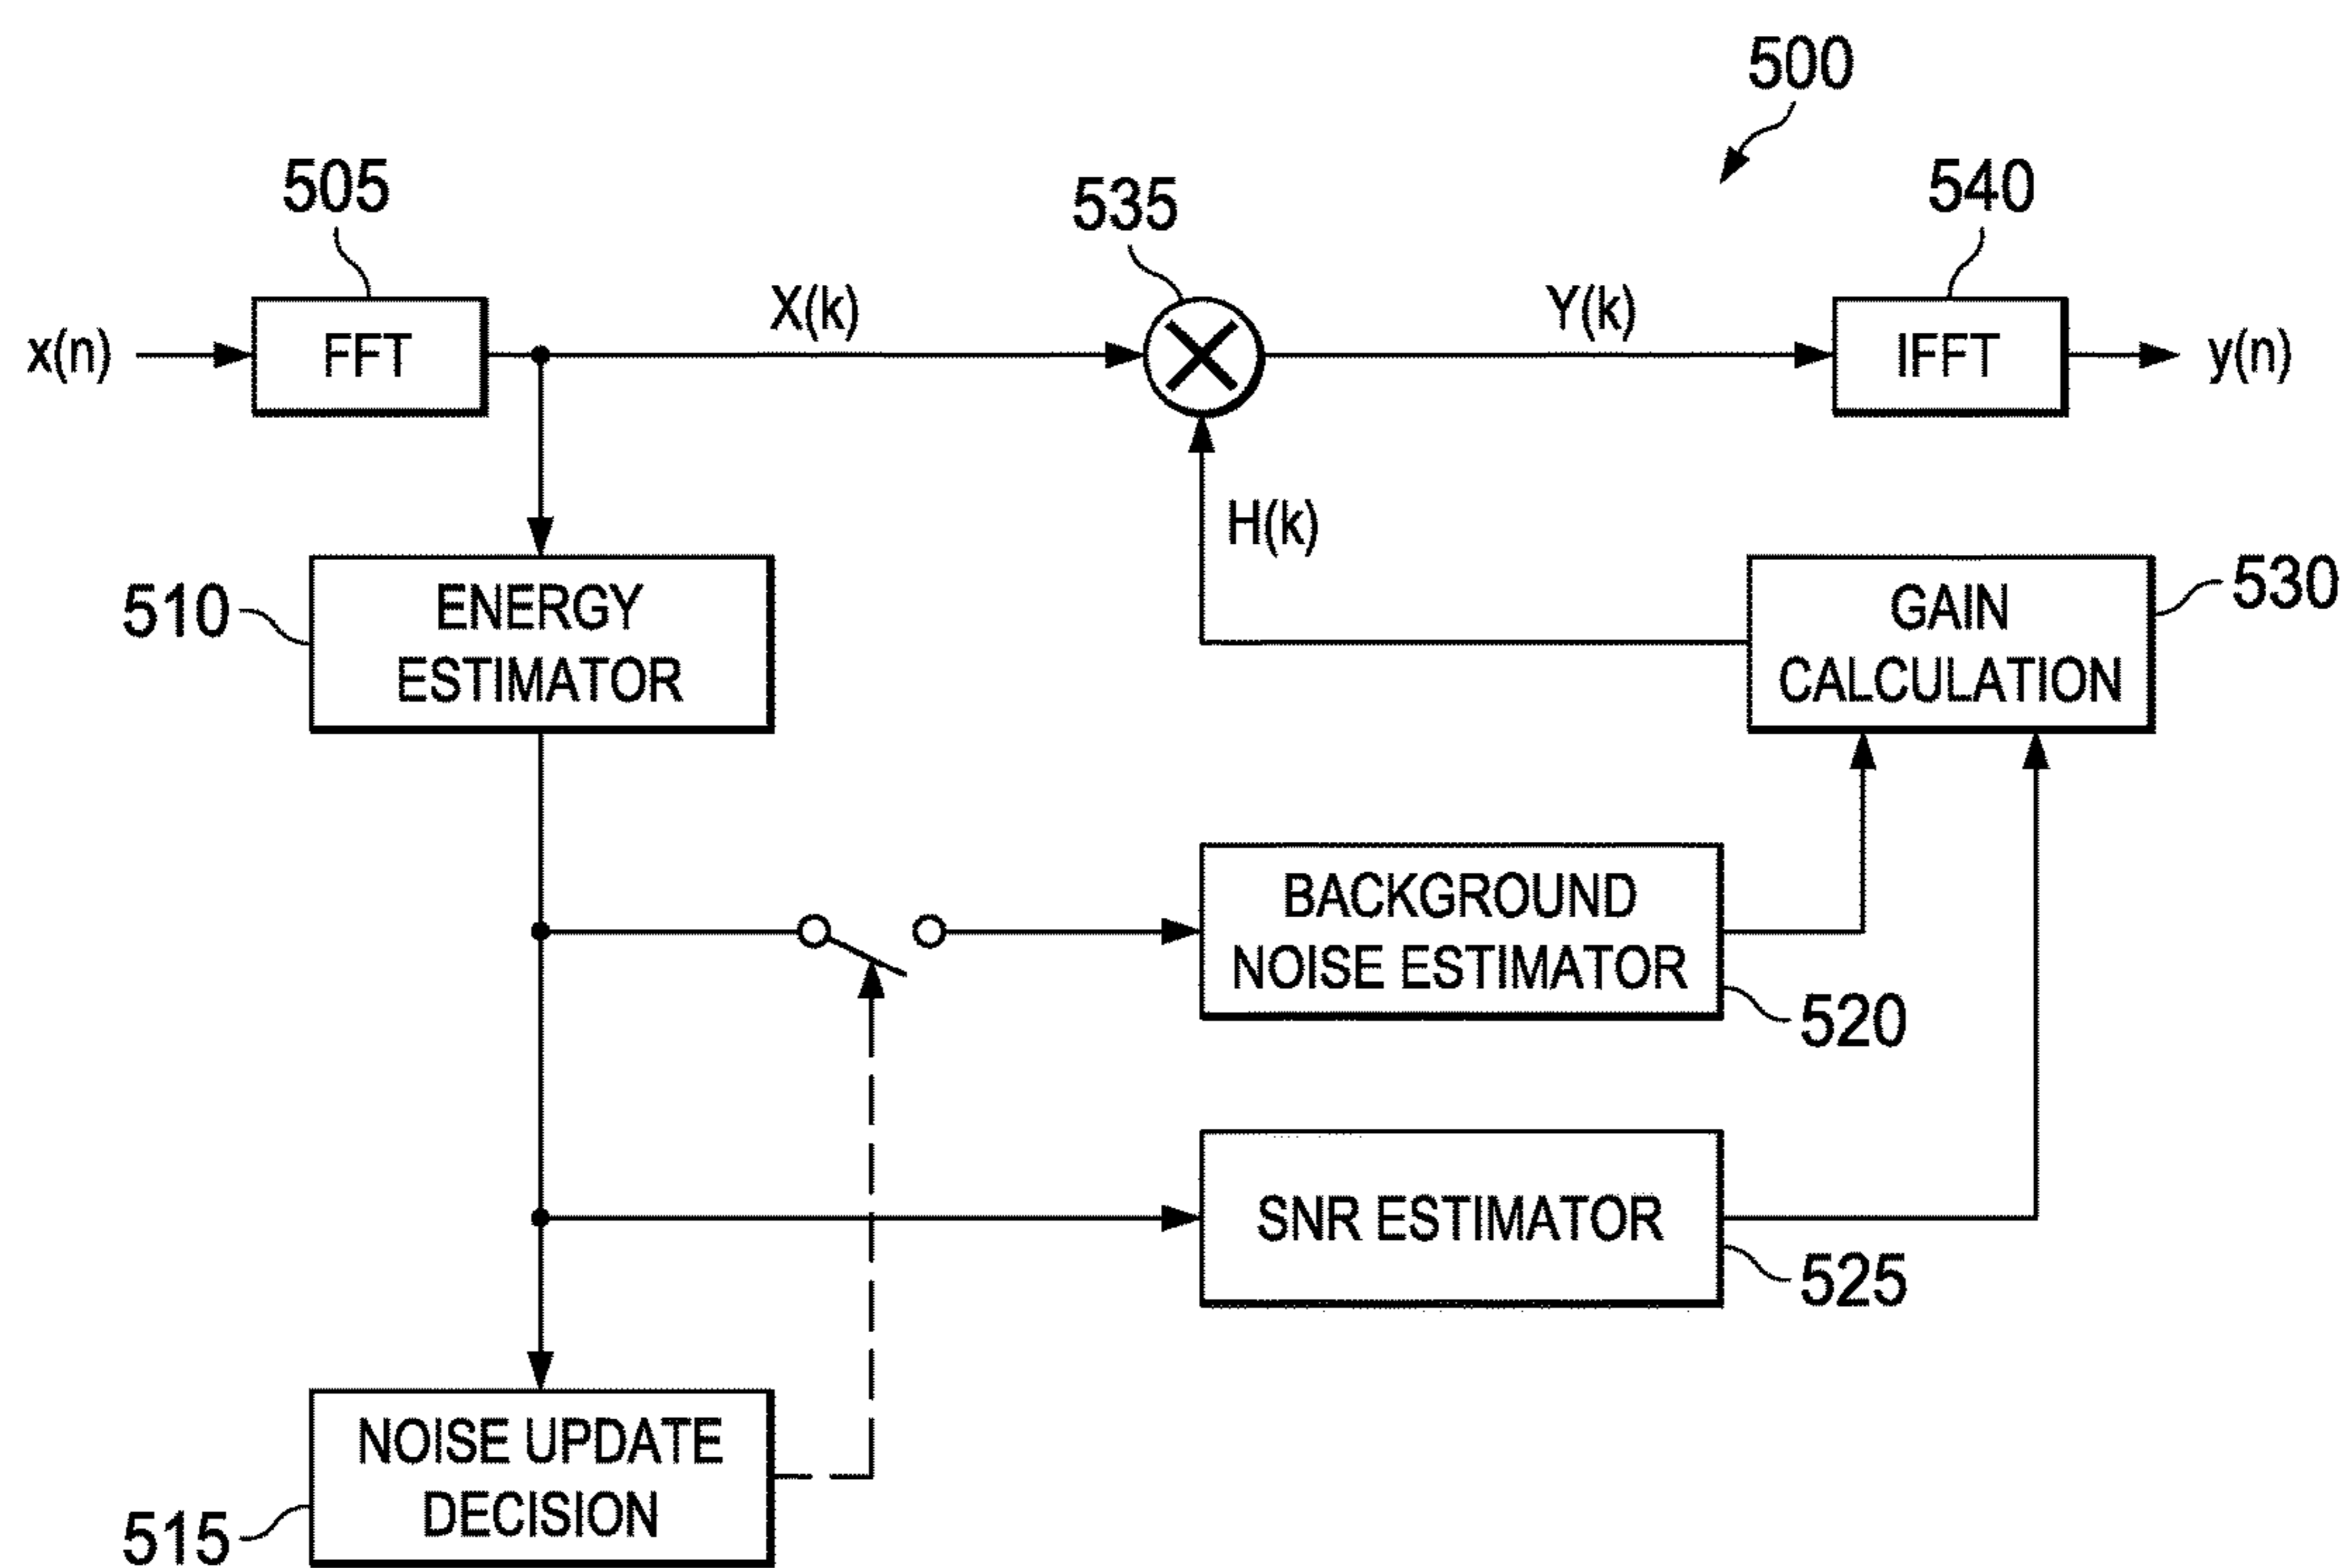 500
505
535
540
x(n)
FFT
X(k)
Y(k)
IFFT
y(n)
H(k)
510
ENERGY
ESTIMATOR
GAIN
CALCULATION
530
BACKGROUND
NOISE ESTIMATOR
520
SNR ESTIMATOR
525
NOISE UPDATE
DECISION
515